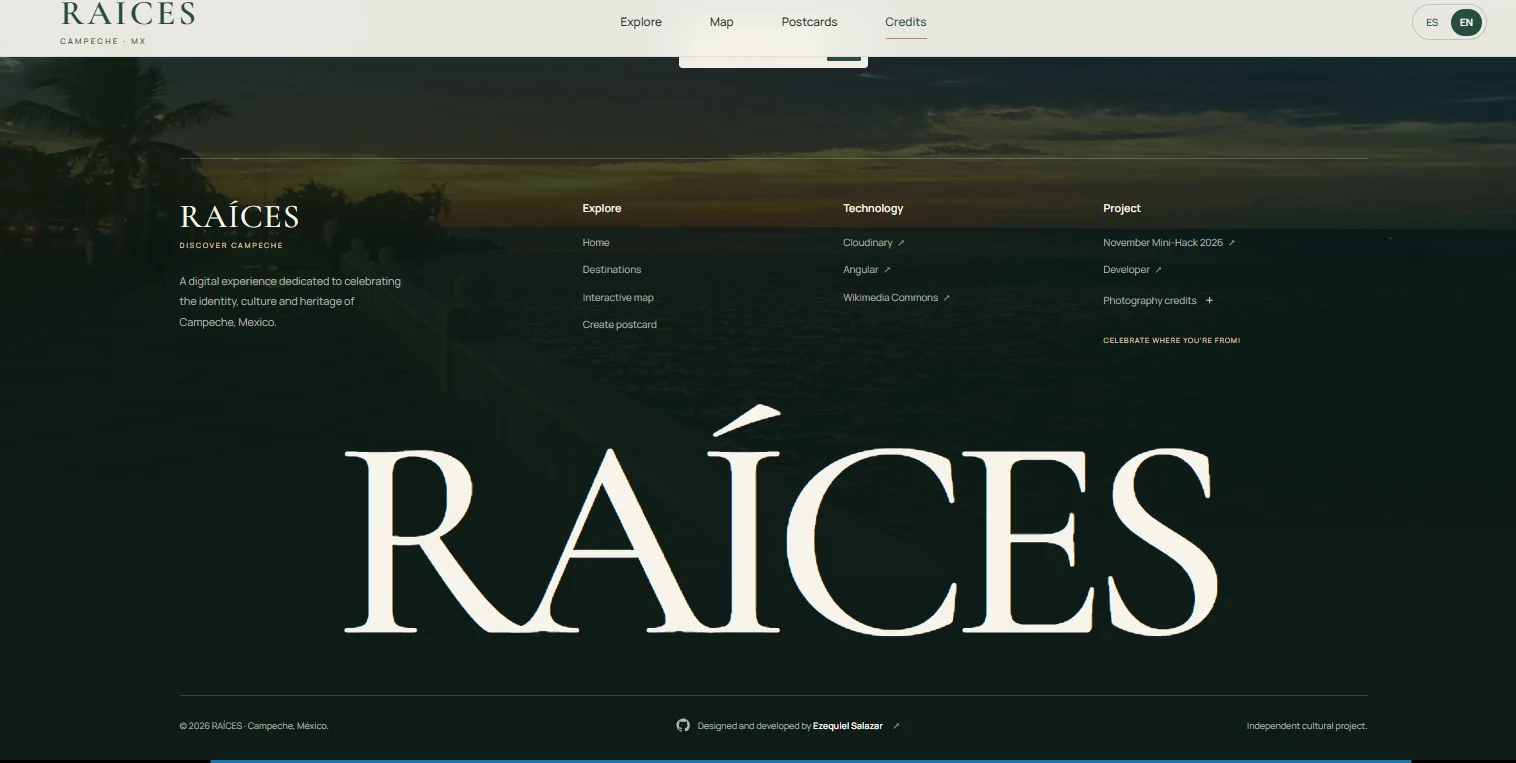 RAÍCES
CAMPECHE - MX
Explore
Map
Postcards
Credits
ES
EN
RAÍCES
DISCOVER CAMPECHE
A digital experience dedicated to celebrating
the identity, culture and heritage of
Campeche, Mexico.
Explore
Home
Destinations
Interactive map
Create postcard
Technology
Cloudinary ↗
Angular ↗
Wikimedia Commons ↗
Project
November Mini-Hack 2026 ↗
Developer ↗
Photography credits +
CELEBRATE WHERE YOU'RE FROM!
RAÍCES
© 2026 RAÍCES · Campeche, México.
Designed and developed by Ezequiel Salazar ↗
Independent cultural project.